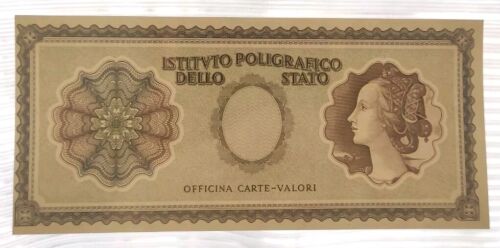 ISTITVTO POLIGRAFICO
DELLO STATO
OFFICINA CARTE-VALORI